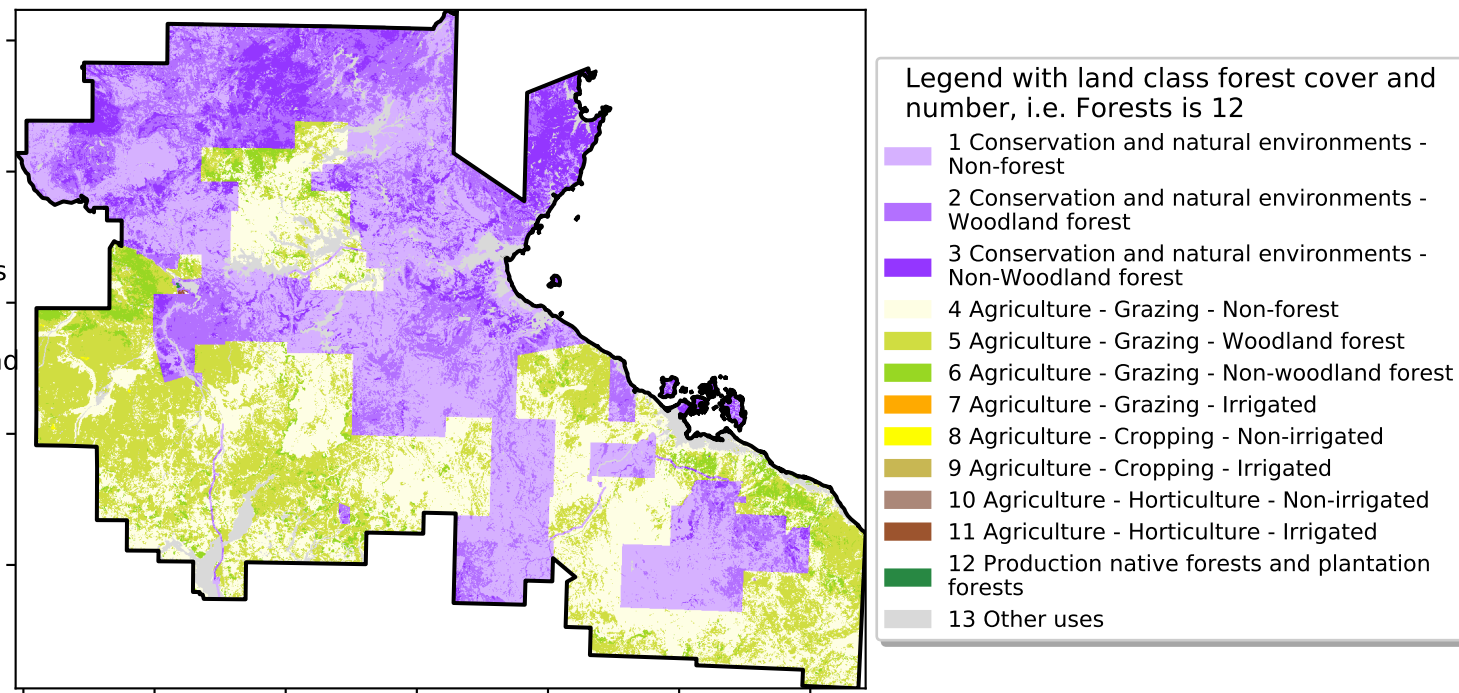 s
d
Legend with land class forest cover and
number, i.e. Forests is 12
1 Conservation and natural environments -
Non-forest
2 Conservation and natural environments -
Woodland forest
3 Conservation and natural environments -
Non-Woodland forest
4 Agriculture - Grazing - Non-forest
5 Agriculture - Grazing - Woodland forest
6 Agriculture - Grazing - Non-woodland forest
7 Agriculture - Grazing - Irrigated
8 Agriculture - Cropping - Non-irrigated
9 Agriculture - Cropping - Irrigated
10 Agriculture - Horticulture - Non-irrigated
11 Agriculture - Horticulture - Irrigated
12 Production native forests and plantation
forests
13 Other uses